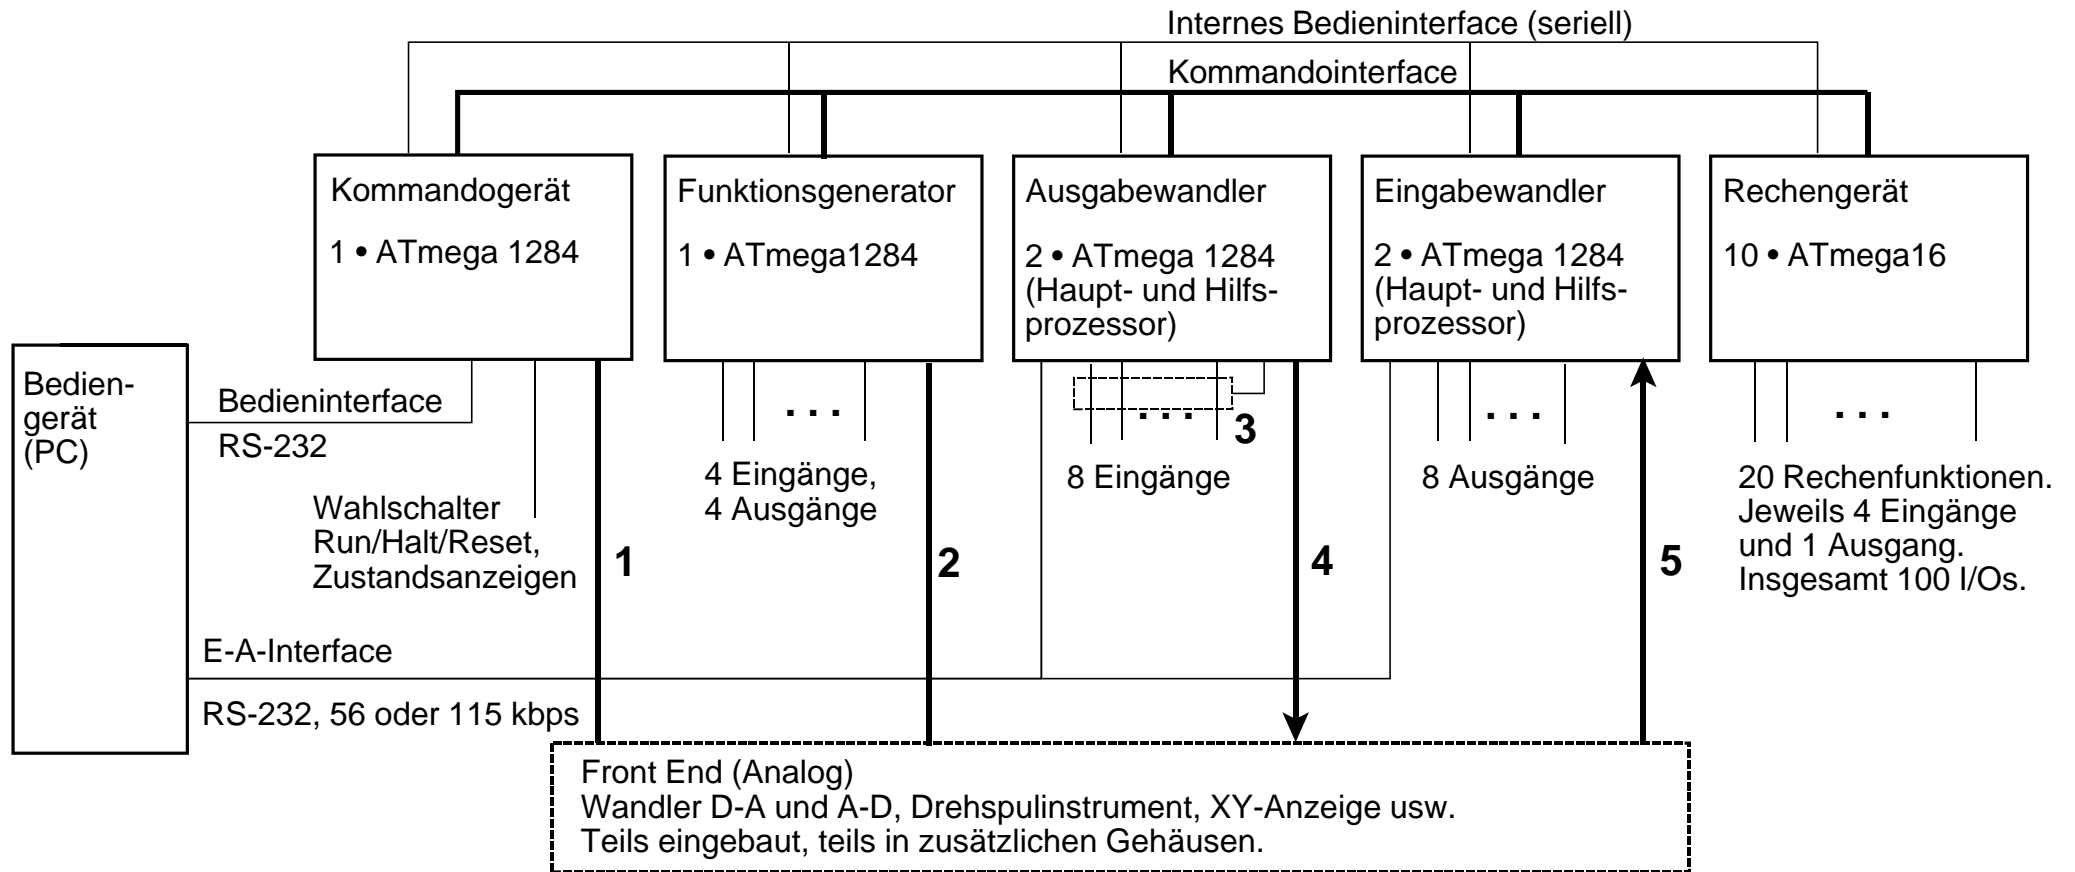 Internes Bedieninterface (seriell)
Kommandointerface
Kommandogerät
1 • ATmega 1284
Funktionsgenerator
1 • ATmega1284
Ausgabewandler
2 • ATmega 1284
(Haupt- und Hilfs-
prozessor)
Eingabewandler
2 • ATmega 1284
(Haupt- und Hilfs-
prozessor)
Rechengerät
10 • ATmega16
Bedien-
gerät
(PC)
Bedieninterface
RS-232
Wahlschalter
Run/Halt/Reset,
Zustandsanzeigen
1
. . .
4 Eingänge,
4 Ausgänge
2
. . .
3
8 Eingänge
4
. . .
8 Ausgänge
5
. . .
20 Rechenfunktionen.
Jeweils 4 Eingänge
und 1 Ausgang.
Insgesamt 100 I/Os.
E-A-Interface
RS-232, 56 oder 115 kbps
Front End (Analog)
Wandler D-A und A-D, Drehspulinstrument, XY-Anzeige usw.
Teils eingebaut, teils in zusätzlichen Gehäusen.